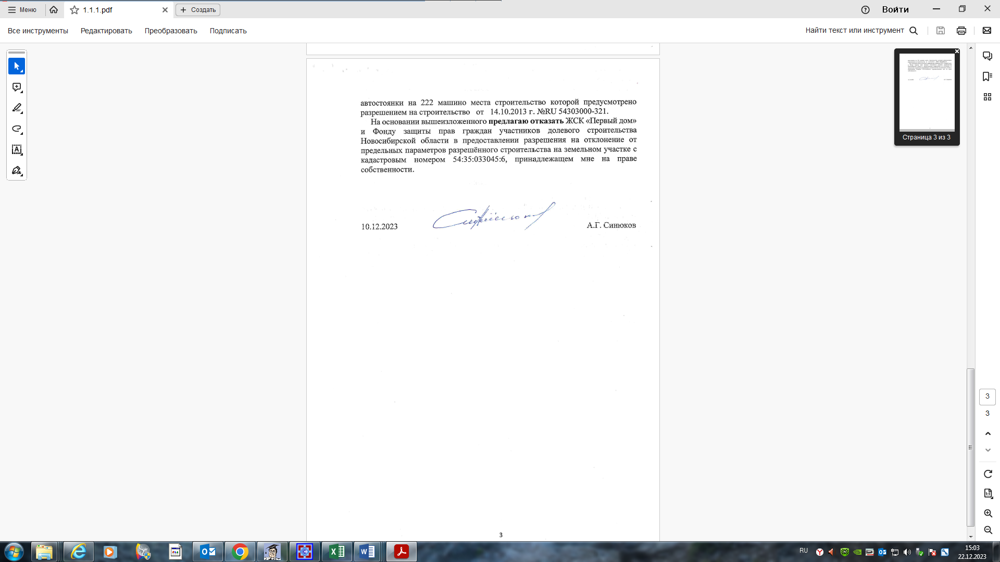 Меню
1.1.1.pdf
Создать
Войти
Все инструменты
Редактировать
Преобразовать
Подписать
Найти текст или инструмент
автостоянки на 222 машино места строительство которой предусмотрено
разрешением на строительство от 14.10.2013 г. №RU 54303000-321.
На основании вышеизложенного предлагаю отказать ЖСК «Первый дом»
и Фонду защиты прав граждан участников долевого строительства
Новосибирской области в предоставлении разрешения на отклонение от
предельных параметров разрешённого строительства на земельном участке с
кадастровым номером 54:35:033045:6, принадлежащем мне на праве
собственности.
10.12.2023
А.Г. Синюков
3
Страница 3 из 3
3
3
RU
15:03
22.12.2023